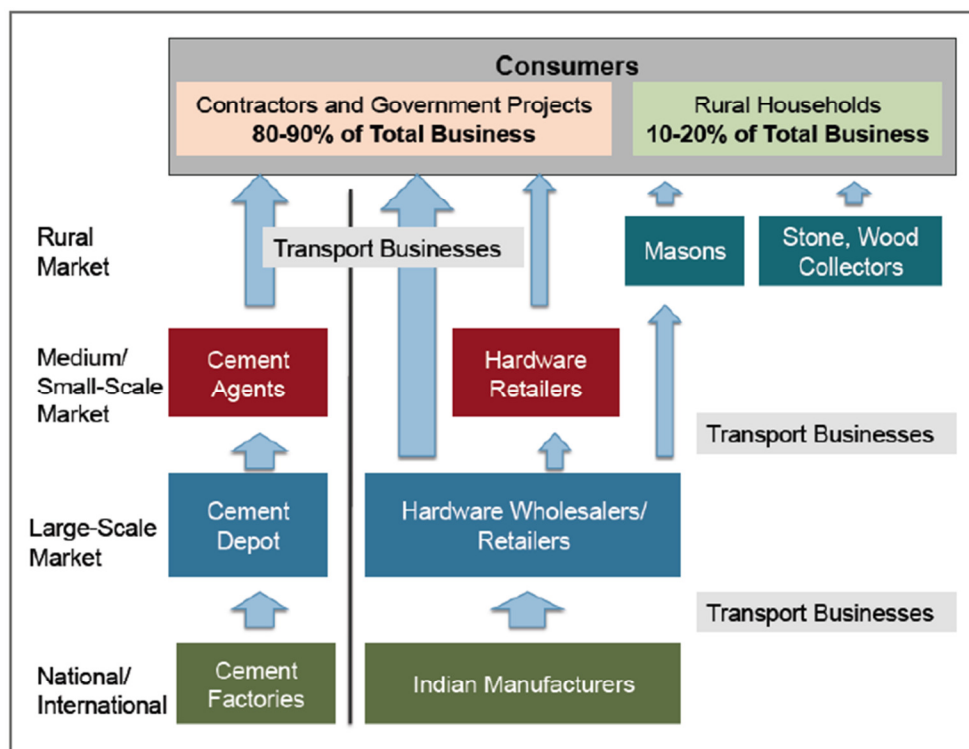 Consumers
Contractors and Government Projects
80-90% of Total Business
Rural Households
10-20% of Total Business
Rural
Market
Transport Businesses
Masons
Stone, Wood
Collectors
Medium/
Small-Scale
Market
Cement
Agents
Hardware
Retailers
Transport Businesses
Large-Scale
Market
Cement
Depot
Hardware Wholesalers/
Retailers
Transport Businesses
National/
International
Cement
Factories
Indian Manufacturers